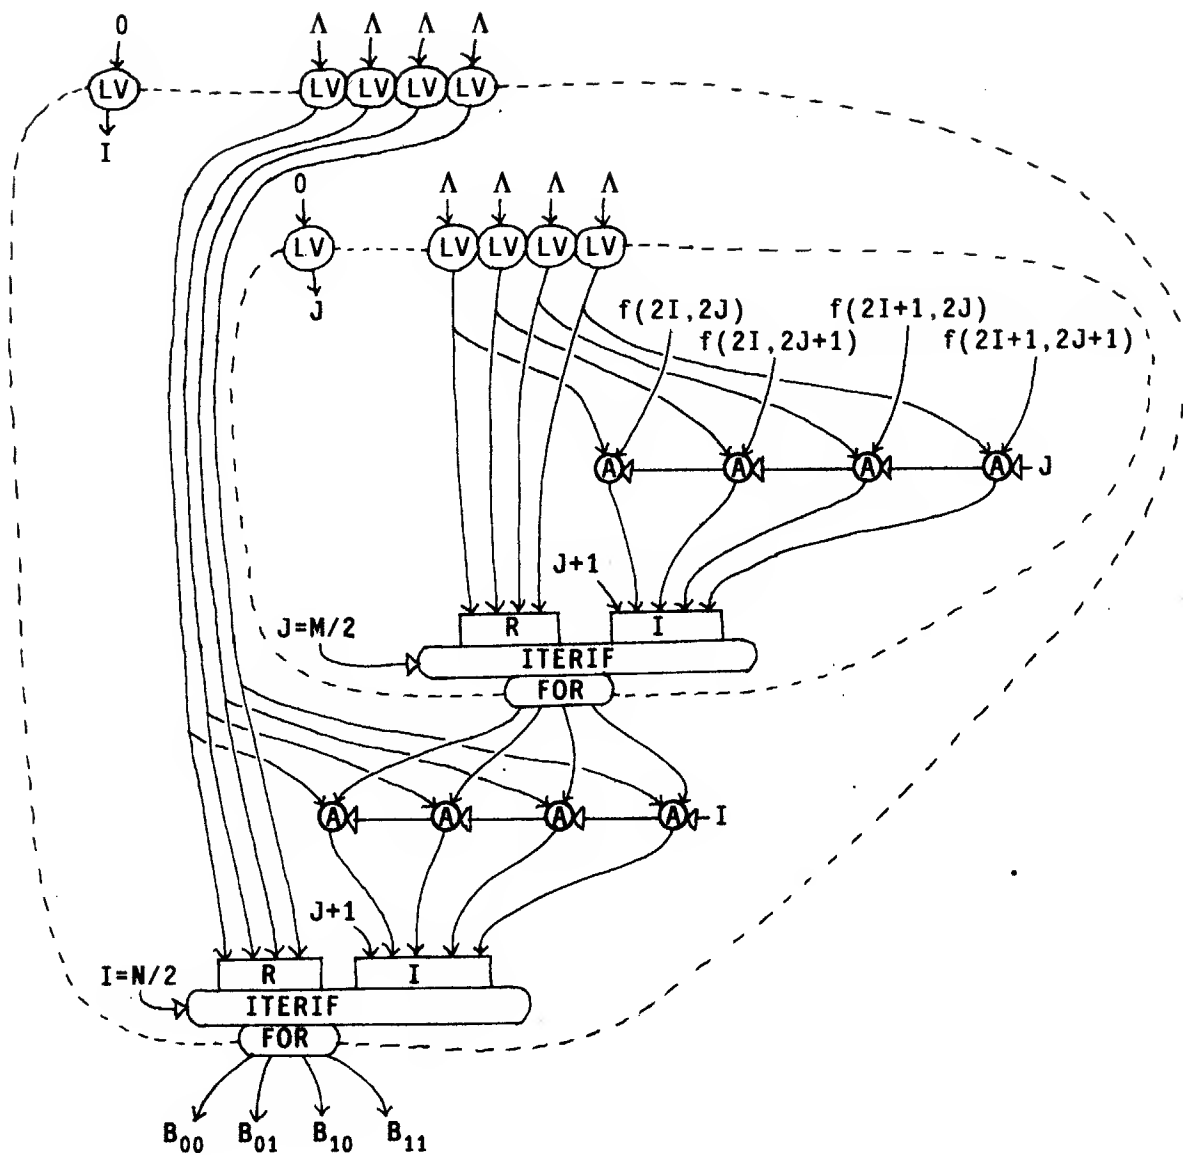 0 Λ Λ Λ Λ
LV LV LV LV LV
I
0 Λ Λ Λ Λ
LV LV LV LV LV
J
f(2I,2J) f(2I+1,2J)
f(2I,2J+1) f(2I+1,2J+1)
A A A A J
J+1
J=M/2 R I
ITERIF
FOR
A A A A I
J+1
I=N/2 R I
ITERIF
FOR
B₀₀ B₀₁ B₁₀ B₁₁